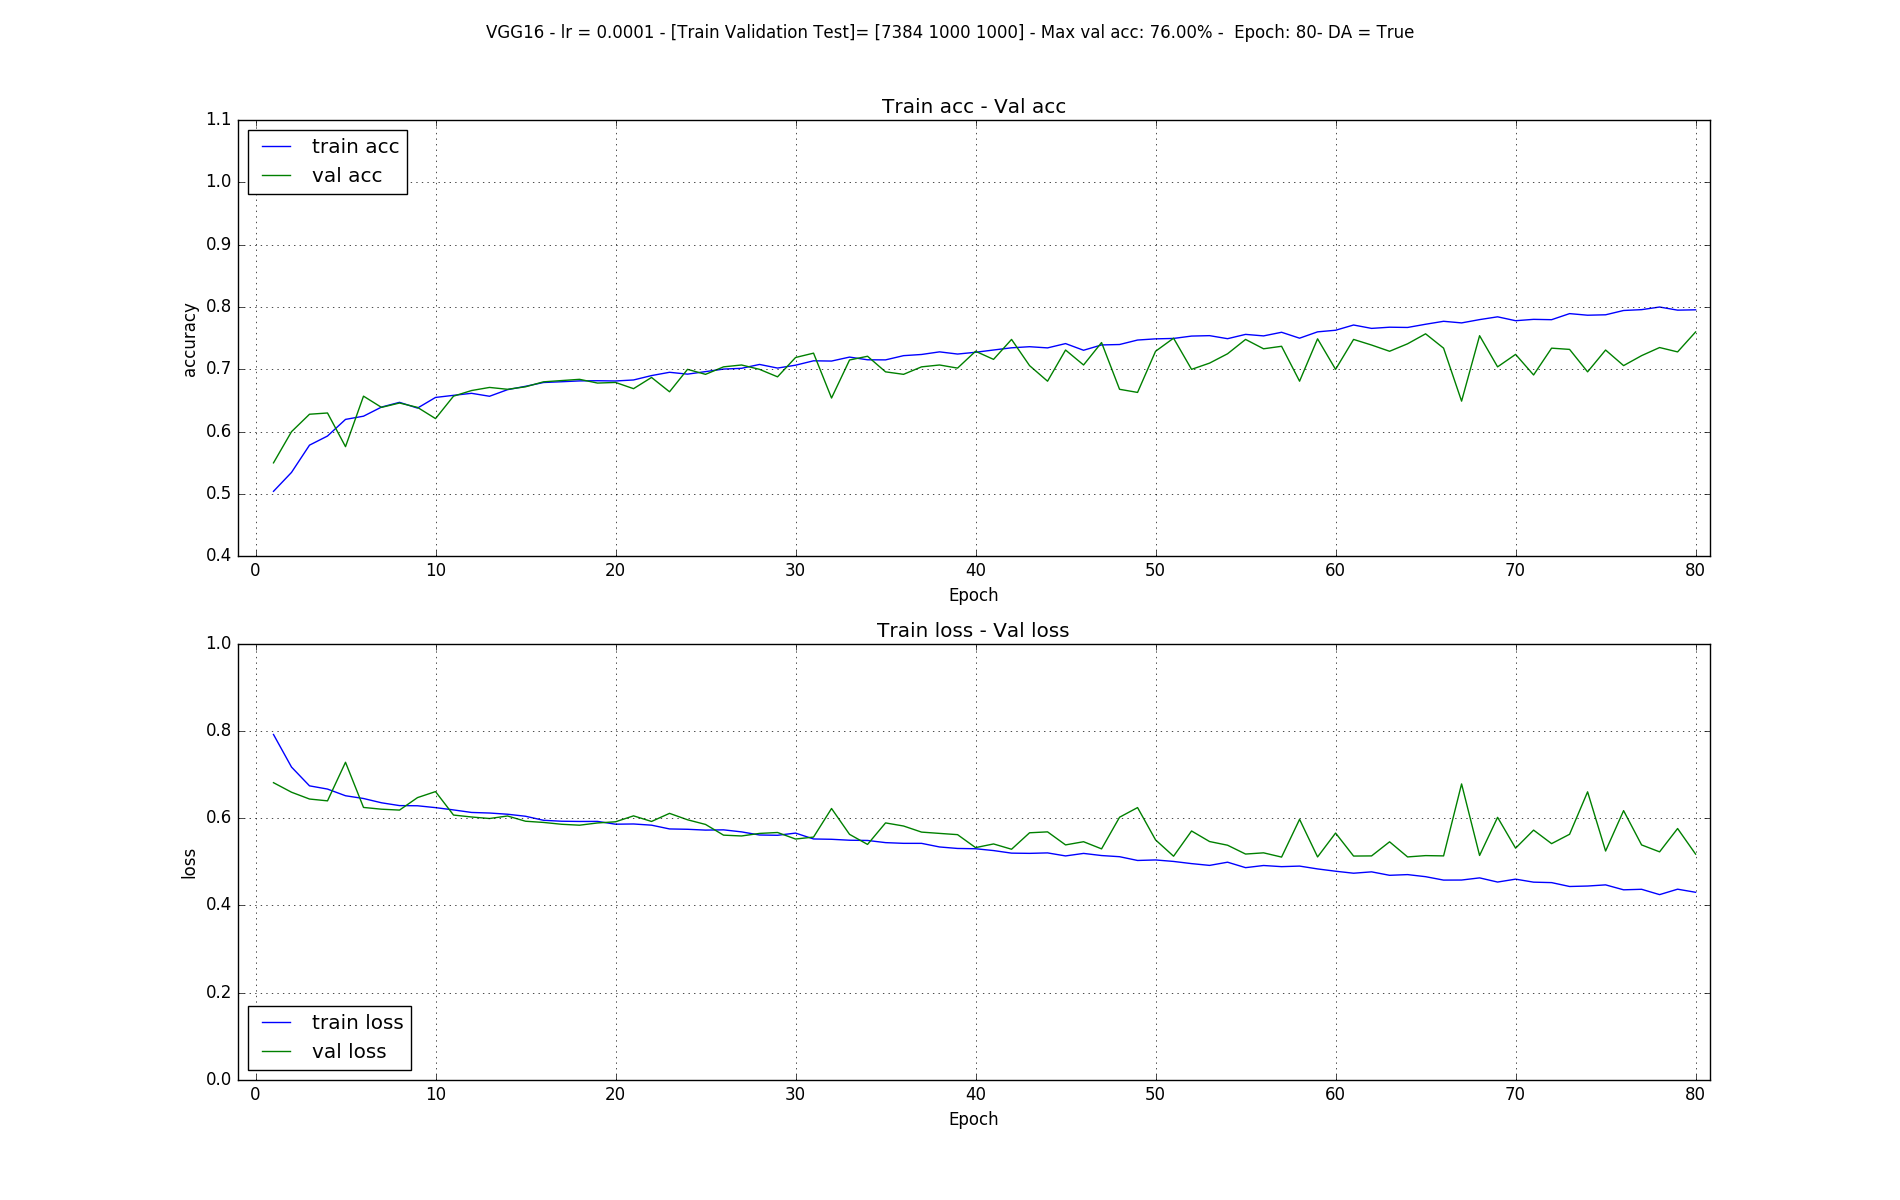 VGG16 - lr = 0.0001 - [Train Validation Test]= [7384 1000 1000] - Max val acc: 76.00% -  Epoch: 80- DA = True
Train acc - Val acc
1.1
1.0
0.9
0.8
0.7
0.6
0.5
0.4
accuracy
train acc
val acc
0 10 20 30 40 50 60 70 80
Epoch
Train loss - Val loss
1.0
0.8
0.6
0.4
0.2
0.0
loss
train loss
val loss
0 10 20 30 40 50 60 70 80
Epoch